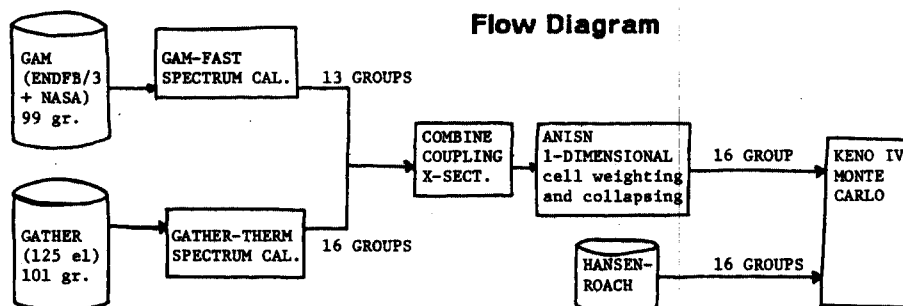 Flow Diagram
GAM
(ENDFB/3
+ NASA)
99 gr.
GAM-FAST
SPECTRUM CAL.
13 GROUPS
GATHER
(125 el)
101 gr.
GATHER-THERM
SPECTRUM CAL.
16 GROUPS
COMBINE
COUPLING
X-SECT.
ANISN
1-DIMENSIONAL
cell weighting
and collapsing
16 GROUP
HANSEN-
ROACH
16 GROUPS
KENO IV
MONTE
CARLO